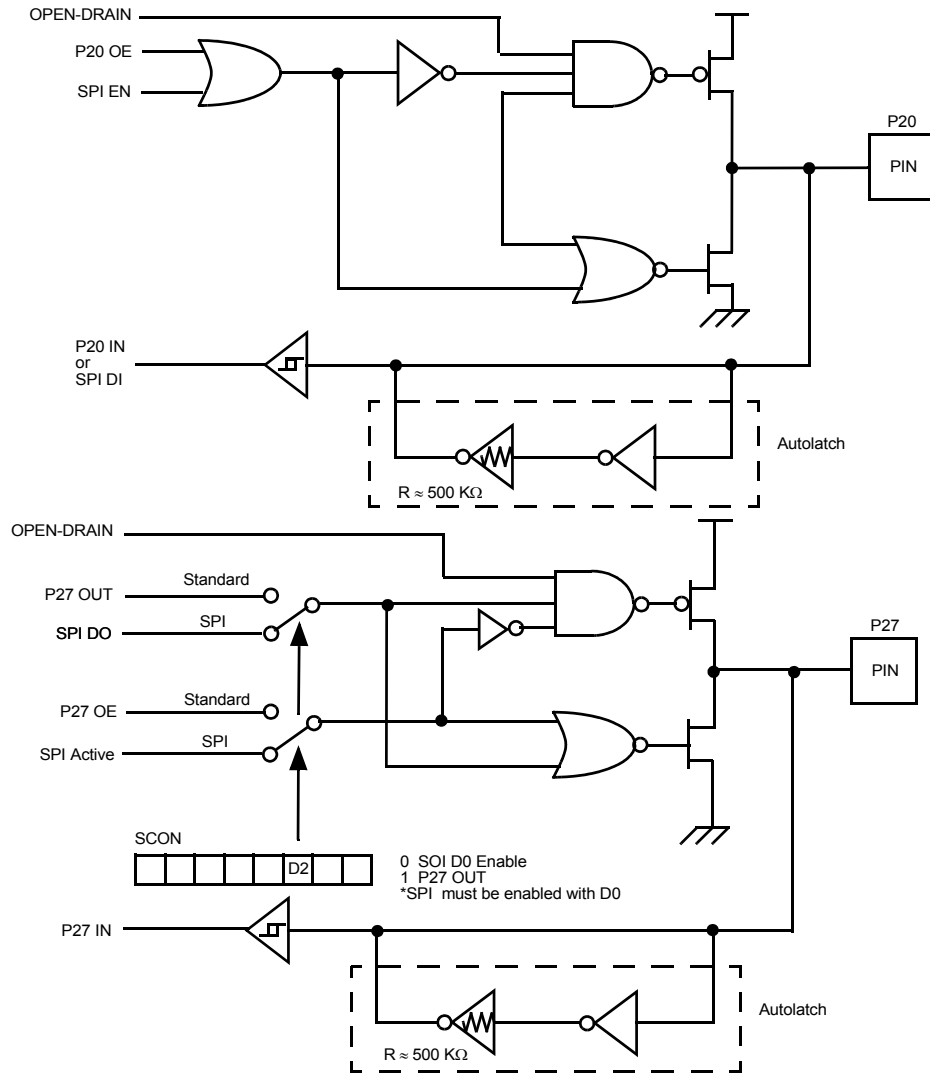 OPEN-DRAIN
P20 OE
SPI EN
P20
PIN
P20 IN
or
SPI DI
Autolatch
R ≈ 500 KΩ
OPEN-DRAIN
Standard
P27 OUT
SPI
SPI DO
P27
PIN
Standard
P27 OE
SPI
SPI Active
SCON
D2
0 SOI D0 Enable
1 P27 OUT
*SPI must be enabled with D0
P27 IN
Autolatch
R ≈ 500 KΩ